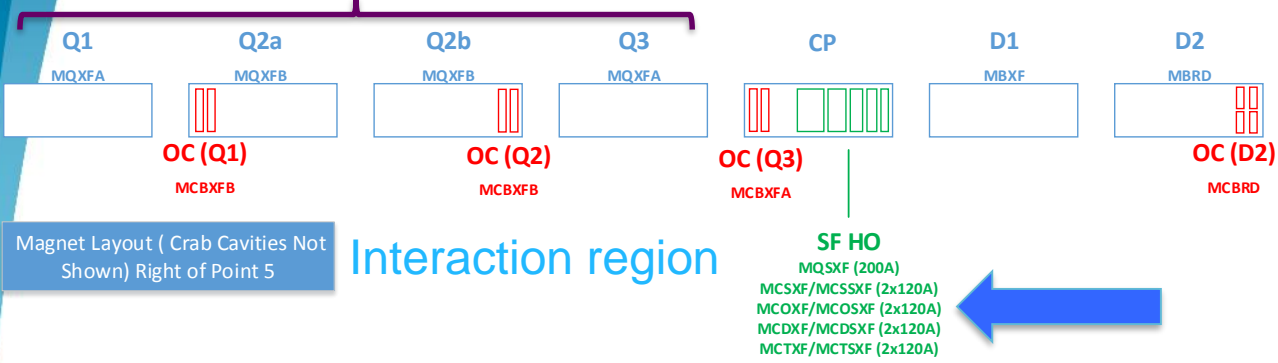 Q1 Q2a Q2b Q3 CP D1 D2
MQXFA MQXFB MQXFB MQXFA MBXF MBRD
OC (Q1) OC (Q2) OC (Q3) OC (D2)
MCBXFB MCBXFB MCBXFA MCBRD
Magnet Layout ( Crab Cavities Not
Shown) Right of Point 5
Interaction region
SF HO
MQSXF (200A)
MCSXF/MCSSXF (2x120A)
MCOXF/MCOSXF (2x120A)
MCDXF/MCDSXF (2x120A)
MCTXF/MCTSXF (2x120A)